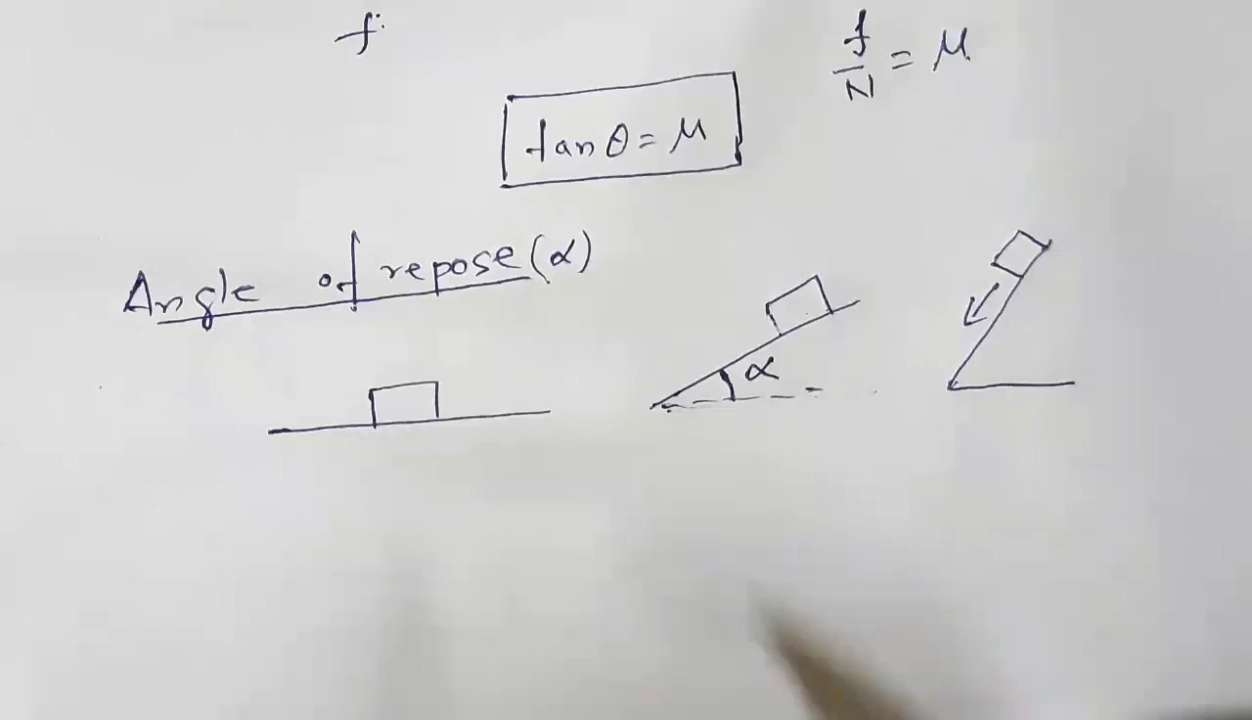 f
f/N = μ
tan θ = μ
Angle of repose (α)
α